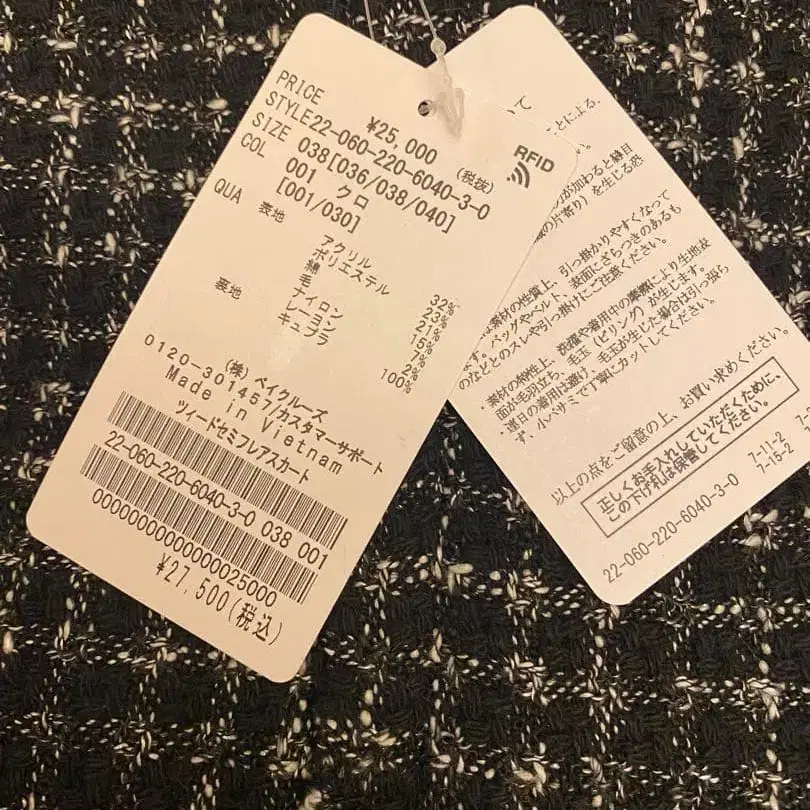 PRICE ¥25,000 (税抜)
STYLE22-060-220-6040-3-0
SIZE 038[036/038/040]
COL 001 クロ
[001/030]
QUA 表地 アクリル 32%
ポリエステル 23%
綿 21%
毛 15%
ナイロン 7%
レーヨン 2%
裏地 キュプラ 100%
(株) ベイクルーズ
0120-301457/カスタマーサポート
Made in Vietnam
ツィードセミフレアスカート
22-060-220-6040-3-0 038 001
0000000000000025000
¥27,500(税込)
RFID
いて
ことによる、
力が加わると縫目
の片寄り)を生じる恐
素材の性質上、引っ掛かりやすくなって
ます。バッグやベルト、表面にざらつきのあるも
のなどとのスレや引っ掛けにご注意ください。
・素材の特性上、着用中の摩擦により生地表
面が毛羽立ち、毛玉(ピリング)が生じます。
連日の着用は避け、毛玉が生じた場合は引っ張ら
ず、小バサミで丁寧にカットしてください。
以上の点をご留意の上、お買い求めください。
正しくお手入れしていただくために、
この下げ札は保管してください。
7-11-2
22-060-220-6040-3-0 7-15-2